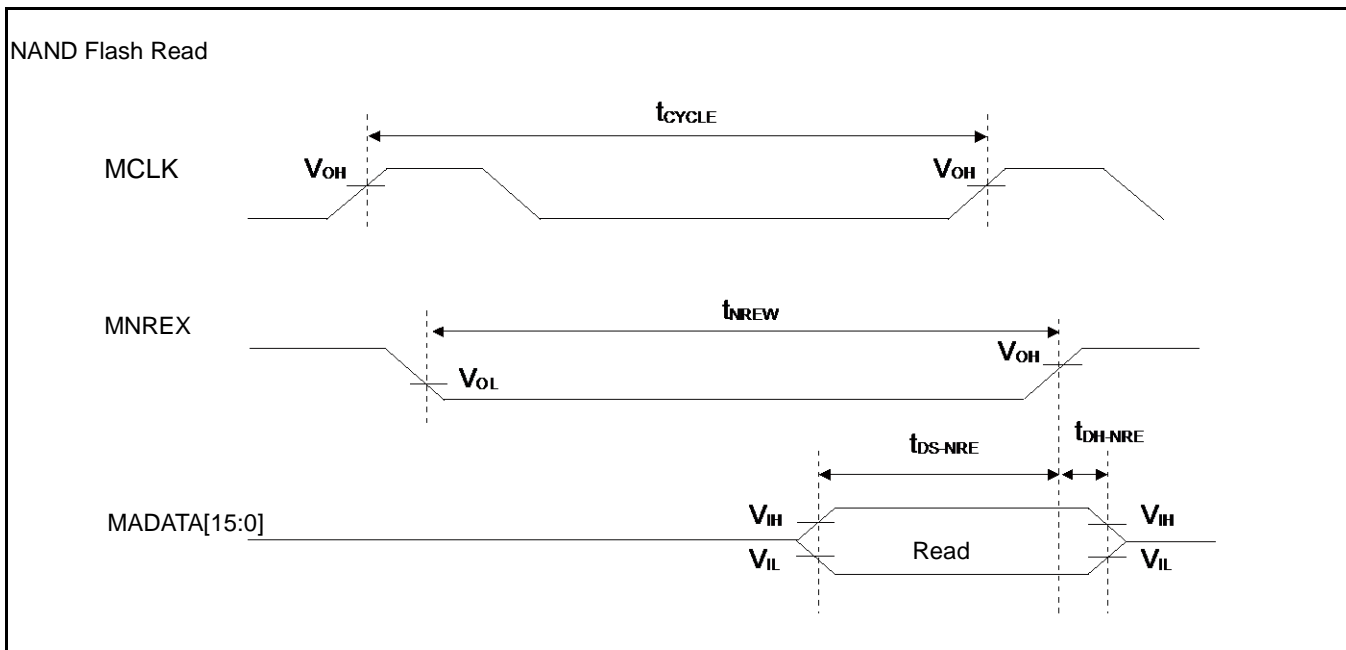 NAND Flash Read
tCYCLE
MCLK
VOH
VOH
tNREW
MNREX
VOH
VOL
tDS-NRE
tDH-NRE
MADATA[15:0]
VIH
VIH
Read
VIL
VIL